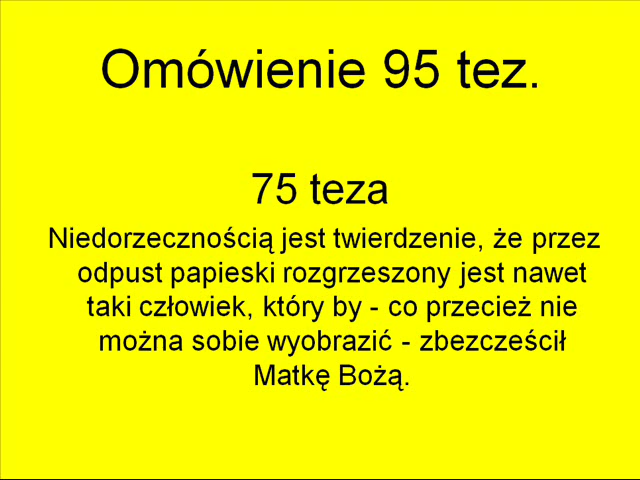 Omówienie 95 tez.
75 teza
Niedorzecznością jest twierdzenie, że przez
odpust papieski rozgrzeszony jest nawet
taki człowiek, który by - co przecież nie
można sobie wyobrazić - zbezcześcił
Matkę Bożą.